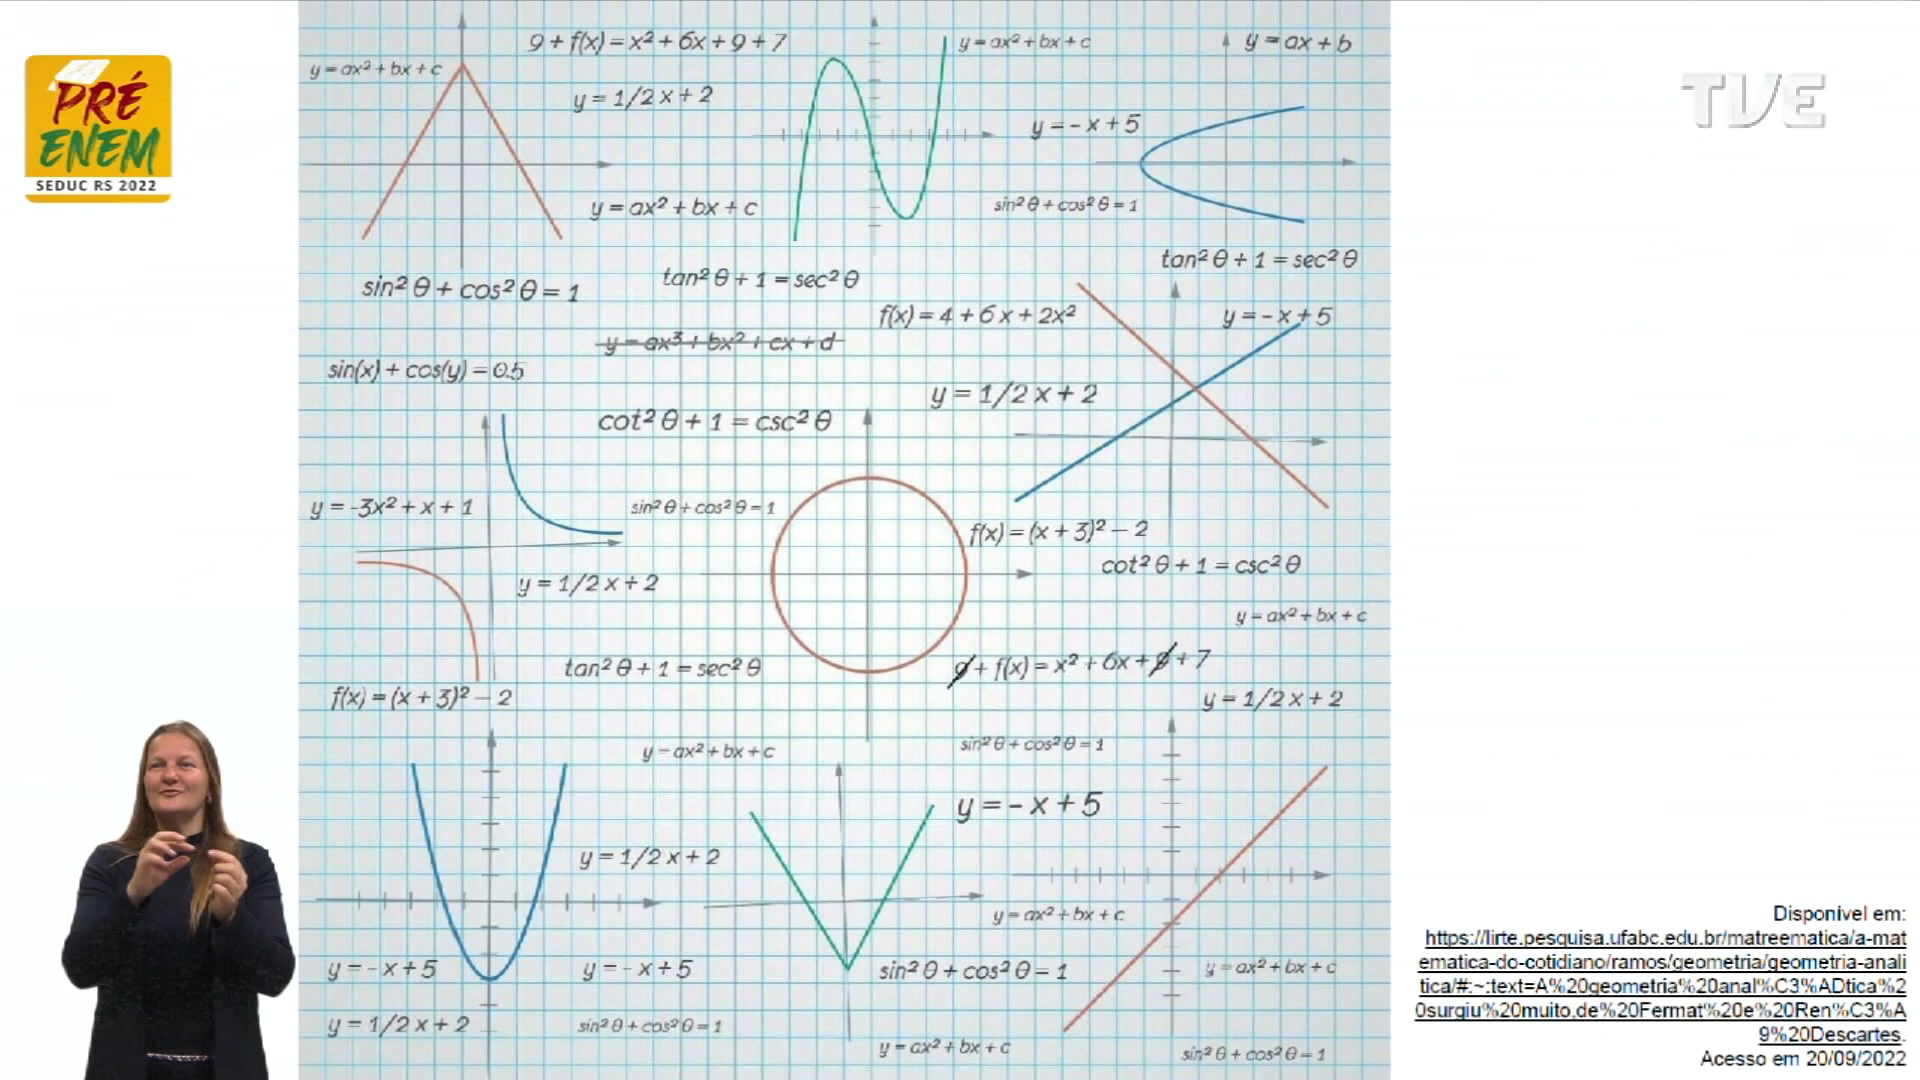 PRÉ
ENEM
SEDUC RS 2022
TVE
9 + f(x) = x² + 6x + 9 + 7
y = ax² + bx + c
y = ax + b
y = ax² + bx + c
y = 1/2 x + 2
y = - x + 5
y = ax² + bx + c
sin² θ + cos² θ = 1
tan² θ + 1 = sec² θ
sin² θ + cos² θ = 1
tan² θ + 1 = sec² θ
f(x) = 4 + 6 x + 2x²
y = - x + 5
y = ax³ + bx² + cx + d
sin(x) + cos(y) = 0.5
y = 1/2 x + 2
cot² θ + 1 = csc² θ
y = -3x² + x + 1
sin² θ + cos² θ = 1
f(x) = (x + 3)² - 2
cot² θ + 1 = csc² θ
y = 1/2 x + 2
y = ax² + bx + c
tan² θ + 1 = sec² θ
9 + f(x) = x² + 6x + 9 + 7
f(x) = (x + 3)² - 2
y = 1/2 x + 2
y = ax² + bx + c
sin² θ + cos² θ = 1
y = - x + 5
y = 1/2 x + 2
y = ax² + bx + c
y = - x + 5
y = - x + 5
sin² θ + cos² θ = 1
y = ax² + bx + c
y = 1/2 x + 2
sin² θ + cos² θ = 1
y = ax² + bx + c
sin² θ + cos² θ = 1
Disponível em:
https://lirte.pesquisa.ufabc.edu.br/matreematica/a-mat
ematica-do-cotidiano/ramos/geometria/geometria-anali
tica/#:~:text=A%20geometria%20anal%C3%ADtica%2
0surgiu%20muito,de%20Fermat%20e%20Ren%C3%A
9%20Descartes.
Acesso em 20/09/2022